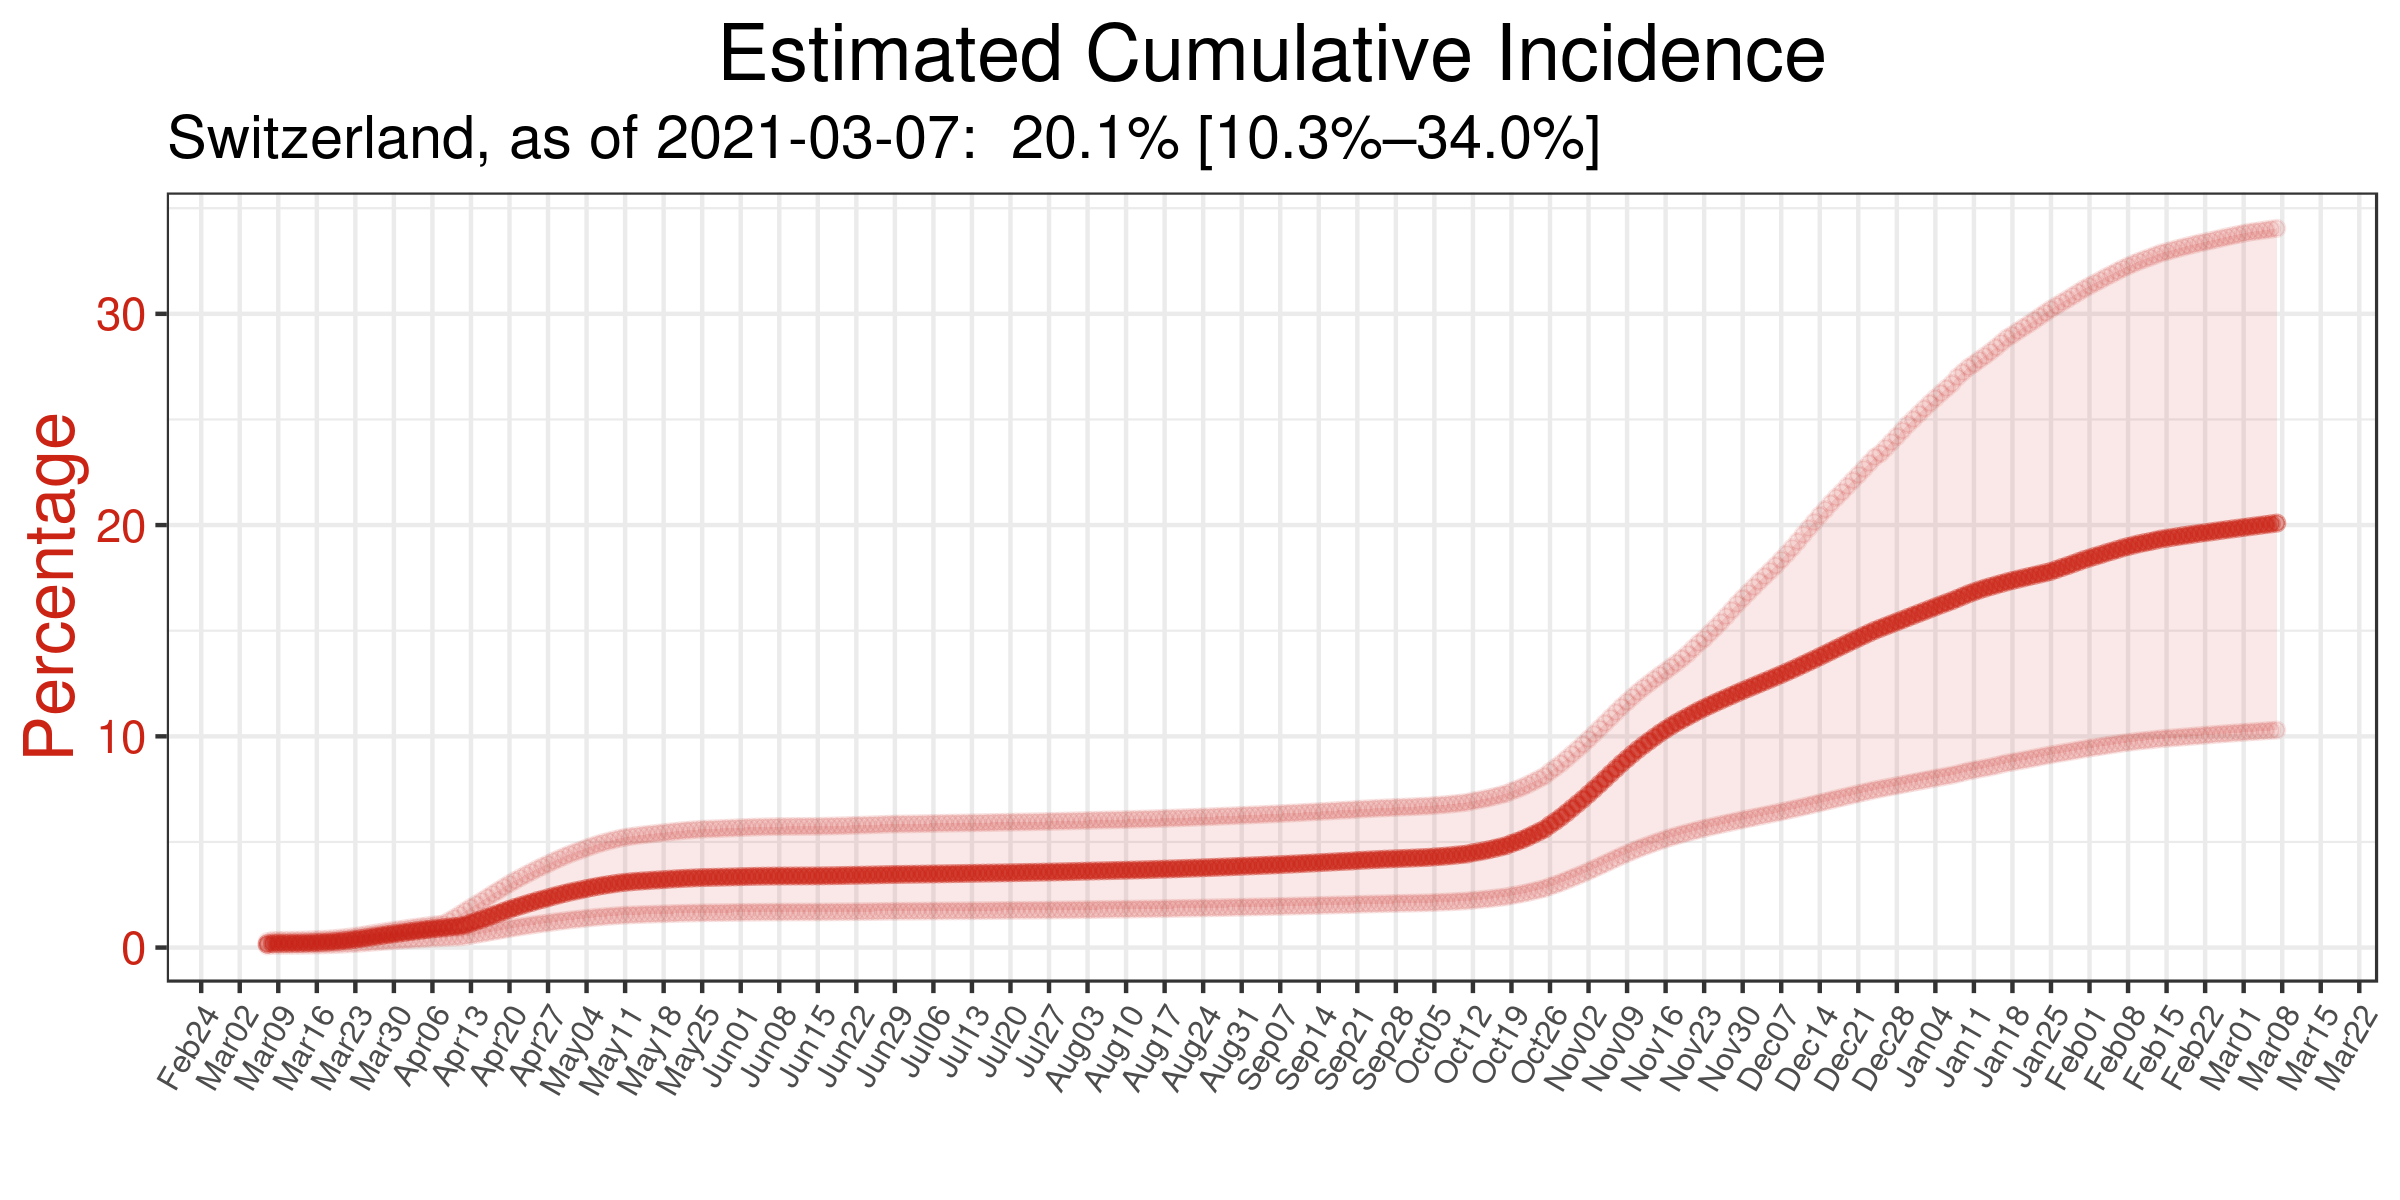 Estimated Cumulative Incidence
Switzerland, as of 2021-03-07:  20.1% [10.3%–34.0%]
Percentage
30
20
10
0
Feb24 Mar02 Mar09 Mar16 Mar23 Mar30 Apr06 Apr13 Apr20 Apr27 May04 May11 May18 May25 Jun01 Jun08 Jun15 Jun22 Jun29 Jul06 Jul13 Jul20 Jul27 Aug03 Aug10 Aug17 Aug24 Aug31 Sep07 Sep14 Sep21 Sep28 Oct05 Oct12 Oct19 Oct26 Nov02 Nov09 Nov16 Nov23 Nov30 Dec07 Dec14 Dec21 Dec28 Jan04 Jan11 Jan18 Jan25 Feb01 Feb08 Feb15 Feb22 Mar01 Mar08 Mar15 Mar22